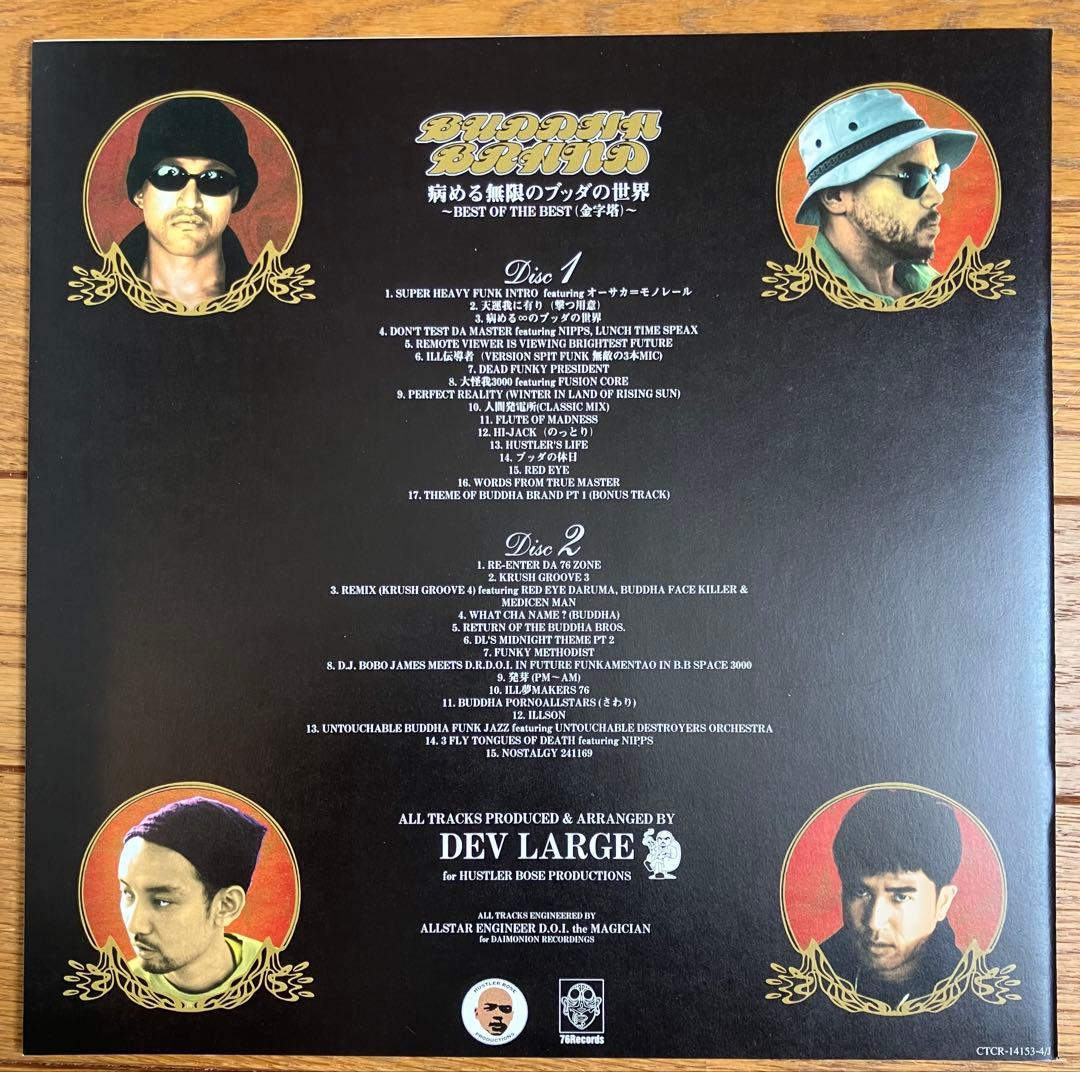 BUDDHA
BRAND
病める無限のブッダの世界
～BEST OF THE BEST (金字塔)～
Disc 1
1. SUPER HEAVY FUNK INTRO featuring オーサカ＝モノレール
2. 天運我に有り (撃つ用意)
3. 病める∞のブッダの世界
4. DON'T TEST DA MASTER featuring NIPPS, LUNCH TIME SPEAX
5. REMOTE VIEWER IS VIEWING BRIGHTEST FUTURE
6. ILL伝導者 (VERSION SPIT FUNK 無敵の3本MIC)
7. DEAD FUNKY PRESIDENT
8. 大怪我3000 featuring FUSION CORE
9. PERFECT REALITY (WINTER IN LAND OF RISING SUN)
10. 人間発電所(CLASSIC MIX)
11. FLUTE OF MADNESS
12. HI-JACK (のっとり)
13. HUSTLER'S LIFE
14. ブッダの休日
15. RED EYE
16. WORDS FROM TRUE MASTER
17. THEME OF BUDDHA BRAND PT 1 (BONUS TRACK)
Disc 2
1. RE-ENTER DA 76 ZONE
2. KRUSH GROOVE 3
3. REMIX (KRUSH GROOVE 4) featuring RED EYE DARUMA, BUDDHA FACE KILLER &
MEDICEN MAN
4. WHAT CHA NAME? (BUDDHA)
5. RETURN OF THE BUDDHA BROS.
6. DL'S MIDNIGHT THEME PT 2
7. FUNKY METHODIST
8. D.J. BOBO JAMES MEETS D.R.D.O.I. IN FUTURE FUNKAMENTAO IN B.B SPACE 3000
9. 発芽 (PM～AM)
10. ILL夢MAKERS 76
11. BUDDHA PORNOALLSTARS (さわり)
12. ILLSON
13. UNTOUCHABLE BUDDHA FUNK JAZZ featuring UNTOUCHABLE DESTROYERS ORCHESTRA
14. 3 FLY TONGUES OF DEATH featuring NIPPS
15. NOSTALGY 241169
ALL TRACKS PRODUCED & ARRANGED BY
DEV LARGE
for HUSTLER BOSE PRODUCTIONS
ALL TRACKS ENGINEERED BY
ALLSTAR ENGINEER D.O.I. the MAGICIAN
for DAIMONION RECORDINGS
HUSTLER BOSE
PRODUCTIONS
76Records
CTCR-14153-4/J